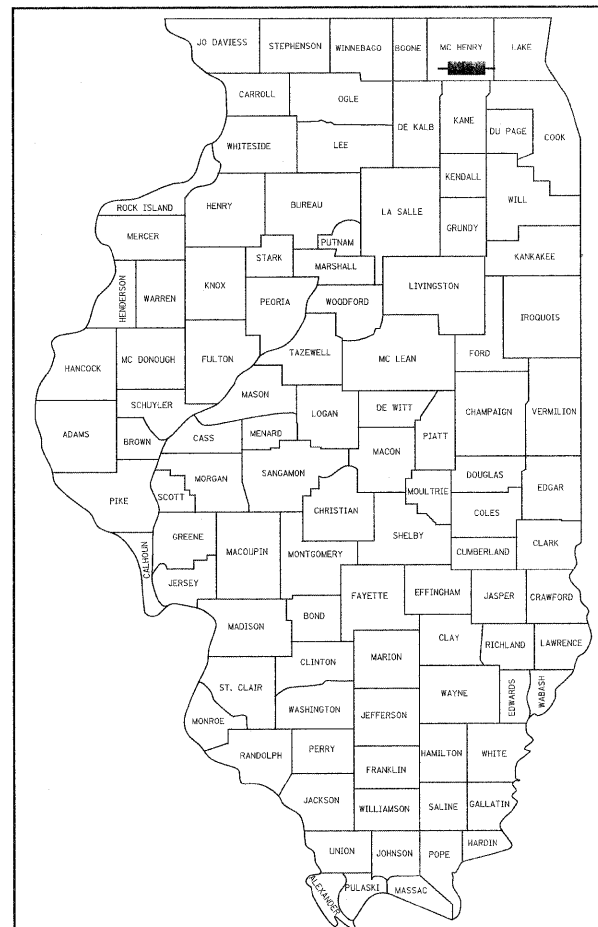 JO DAVIESS
STEPHENSON
WINNEBAGO
BOONE
MC HENRY
LAKE
CARROLL
OGLE
DE KALB
KANE
DU PAGE
COOK
WHITESIDE
LEE
KENDALL
WILL
ROCK ISLAND
HENRY
BUREAU
LA SALLE
GRUNDY
MERCER
PUTNAM
KANKAKEE
STARK
MARSHALL
HENDERSON
WARREN
KNOX
PEORIA
WOODFORD
LIVINGSTON
IROQUOIS
HANCOCK
MC DONOUGH
FULTON
TAZEWELL
MC LEAN
FORD
MASON
SCHUYLER
LOGAN
DE WITT
CHAMPAIGN
VERMILION
ADAMS
BROWN
CASS
MENARD
MACON
PIATT
PIKE
SCOTT
MORGAN
SANGAMON
DOUGLAS
EDGAR
MOULTRIE
CHRISTIAN
COLES
CALHOUN
GREENE
MACOUPIN
MONTGOMERY
SHELBY
CUMBERLAND
CLARK
JERSEY
FAYETTE
EFFINGHAM
JASPER
CRAWFORD
MADISON
BOND
CLAY
RICHLAND
LAWRENCE
CLINTON
MARION
ST. CLAIR
WAYNE
EDWARDS
WABASH
MONROE
WASHINGTON
JEFFERSON
RANDOLPH
PERRY
HAMILTON
WHITE
FRANKLIN
JACKSON
WILLIAMSON
SALINE
GALLATIN
UNION
JOHNSON
POPE
HARDIN
ALEXANDER
PULASKI
MASSAC